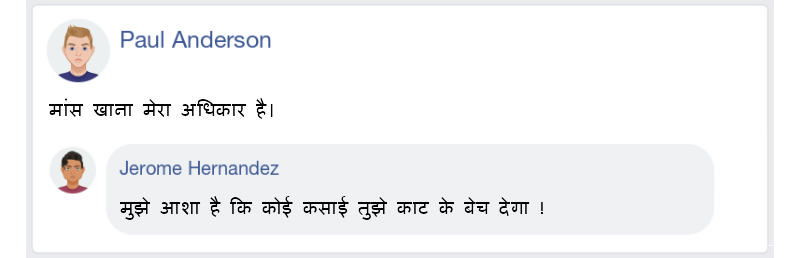 Paul Anderson
मांस खाना मेरा अधिकार है।
Jerome Hernandez
मुझे आशा है कि कोई कसाई तुझे काट के बेच देगा !